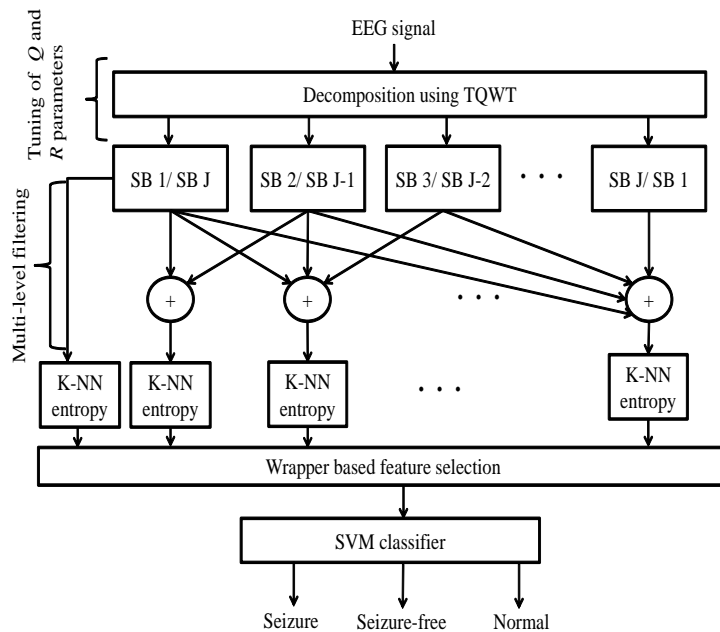 EEG signal
Tuning of Q and
R parameters
Decomposition using TQWT
SB 1/ SB J
SB 2/ SB J-1
SB 3/ SB J-2
. . .
SB J/ SB 1
Multi-level filtering
+
+
. . .
+
K-NN
entropy
K-NN
entropy
K-NN
entropy
. . .
K-NN
entropy
Wrapper based feature selection
SVM classifier
Seizure
Seizure-free
Normal